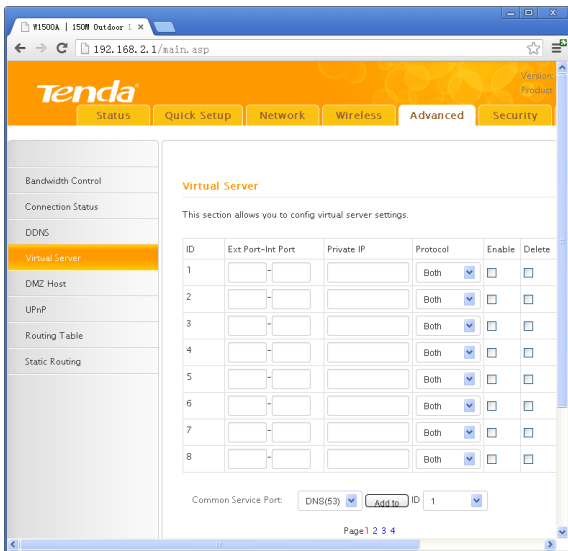 W1500A | 150M Outdoor I
192.168.2.1/main.asp
Tenda
Version
Product
Status Quick Setup Network Wireless Advanced Security
Bandwidth Control
Connection Status
DDNS
Virtual Server
DMZ Host
UPnP
Routing Table
Static Routing
Virtual Server
This section allows you to config virtual server settings.
ID Ext Port-Int Port Private IP Protocol Enable Delete
1 - Both
2 - Both
3 - Both
4 - Both
5 - Both
6 - Both
7 - Both
8 - Both
Common Service Port: DNS(53) Add to ID 1
Page1 2 3 4